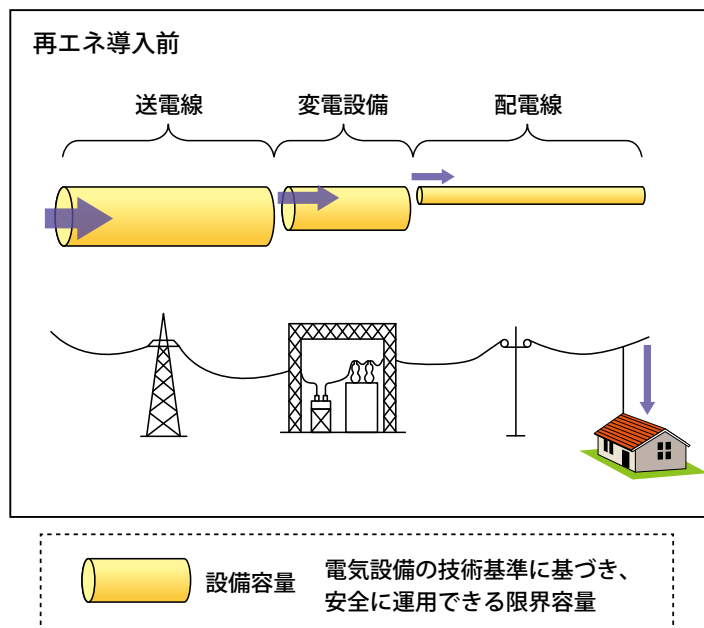 再エネ導入前
送電線
変電設備
配電線
設備容量
電気設備の技術基準に基づき、
安全に運用できる限界容量